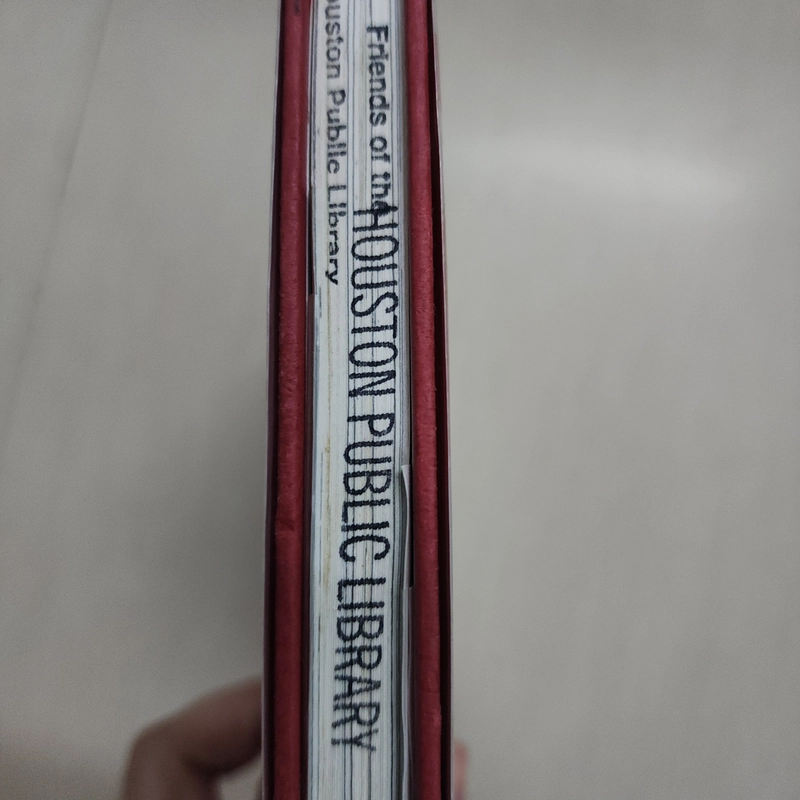 Friends of the
ouston Public Library
HOUSTON PUBLIC LIBRARY